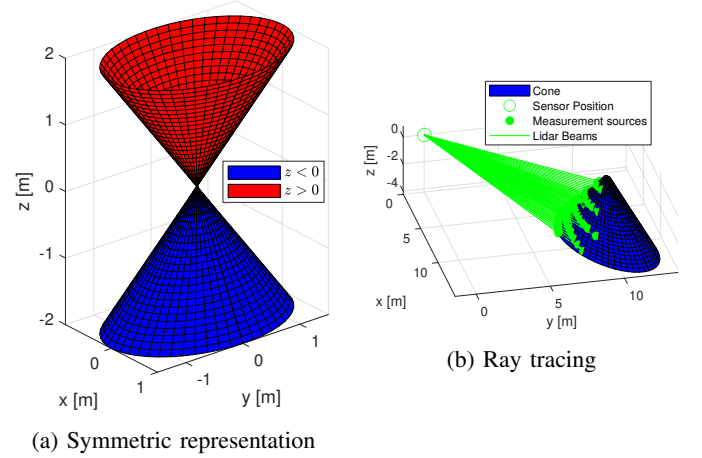 2
1
0
-1
-2
z [m]
0
1
x [m]
-1
0
1
y [m]
z < 0
z > 0
(a) Symmetric representation
Cone
Sensor Position
Measurement sources
Lidar Beams
0
-2
-4
z [m]
0
5
10
x [m]
0
5
10
y [m]
(b) Ray tracing